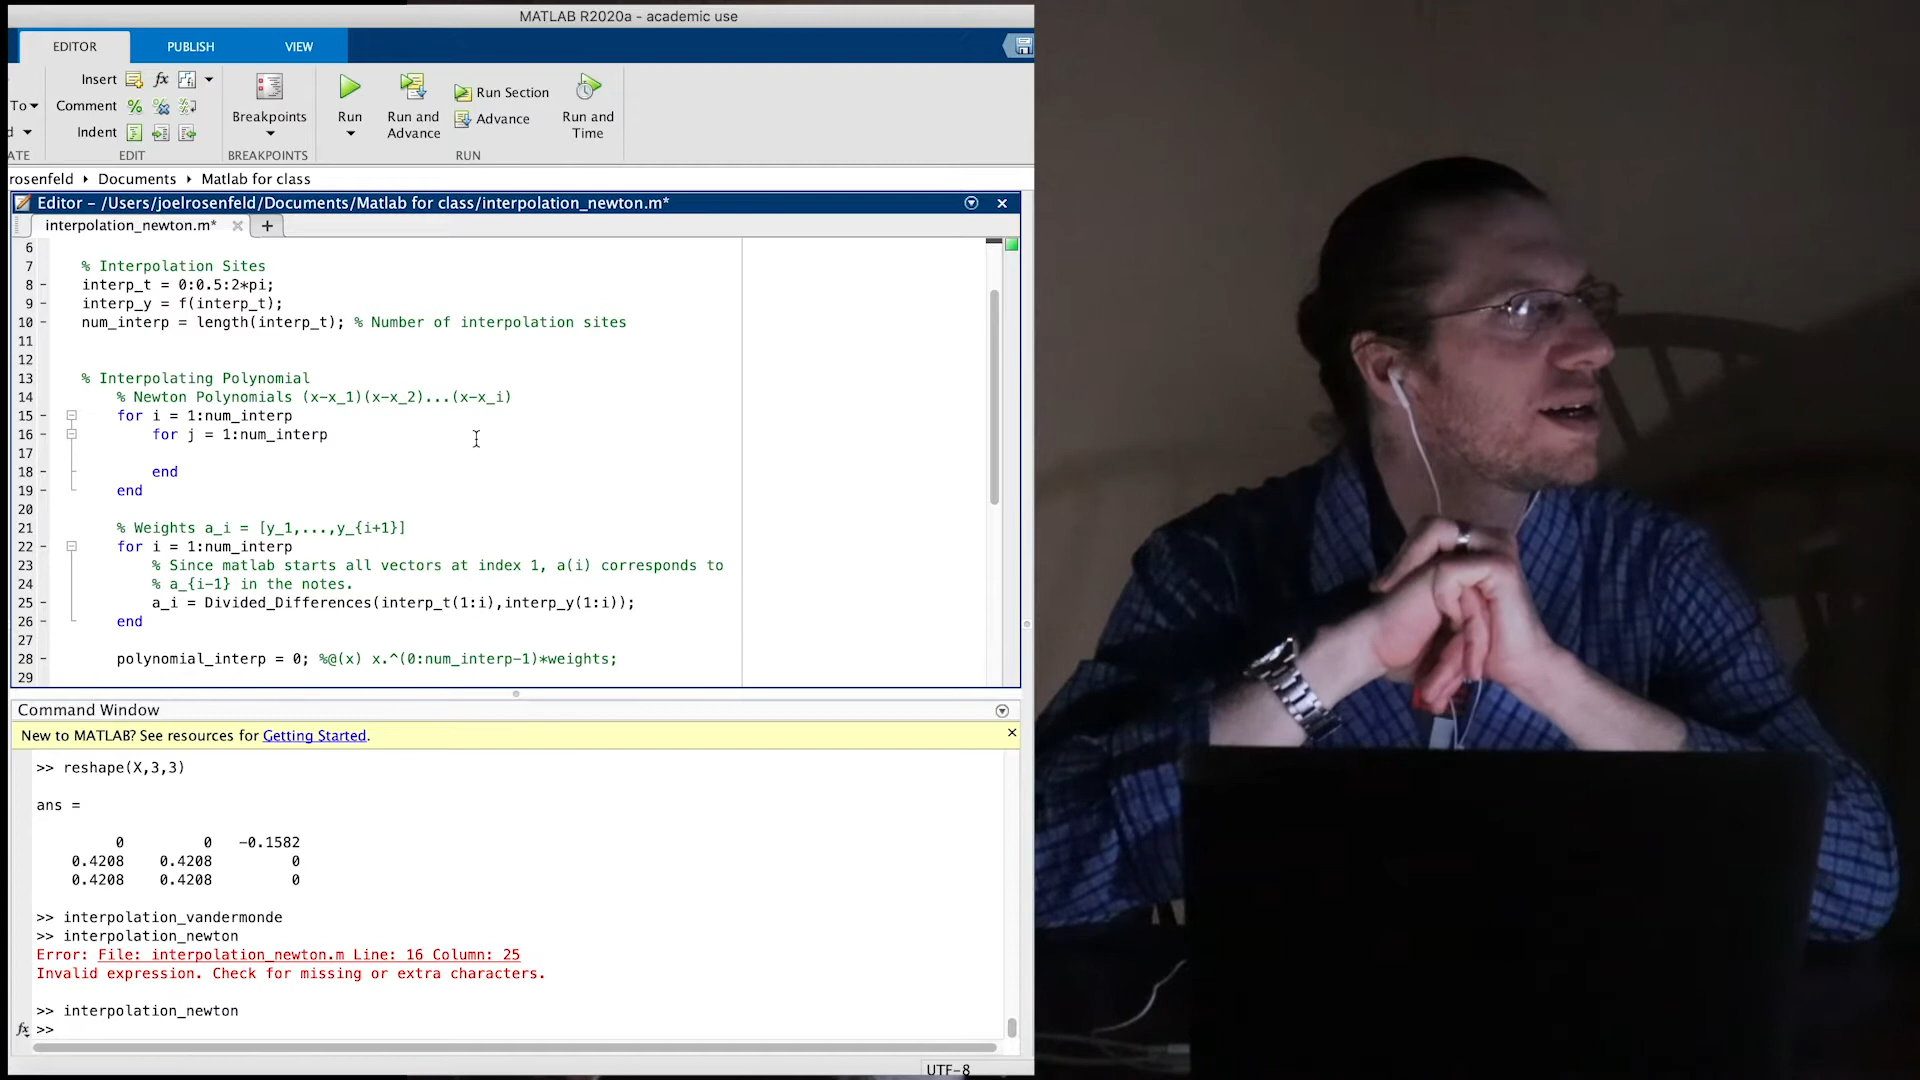 MATLAB R2020a - academic use
EDITOR PUBLISH VIEW
Insert fx
To Comment
d Indent
Breakpoints
Run
Run and Advance
Run Section
Advance
Run and Time
ATE EDIT BREAKPOINTS RUN
rosenfeld ▸ Documents ▸ Matlab for class
Editor – /Users/joelrosenfeld/Documents/Matlab for class/interpolation_newton.m*
interpolation_newton.m* × +
6
7 % Interpolation Sites
8 – interp_t = 0:0.5:2*pi;
9 – interp_y = f(interp_t);
10 – num_interp = length(interp_t); % Number of interpolation sites
11
12
13 % Interpolating Polynomial
14 % Newton Polynomials (x-x_1)(x-x_2)...(x-x_i)
15 – for i = 1:num_interp
16 – for j = 1:num_interp
17
18 – end
19 – end
20
21 % Weights a_i = [y_1,...,y_{i+1}]
22 – for i = 1:num_interp
23 % Since matlab starts all vectors at index 1, a(i) corresponds to
24 % a_{i-1} in the notes.
25 – a_i = Divided_Differences(interp_t(1:i),interp_y(1:i));
26 – end
27
28 – polynomial_interp = 0; %@(x) x.^(0:num_interp-1)*weights;
29
Command Window
New to MATLAB? See resources for Getting Started. ×
>> reshape(X,3,3)
ans =
0 0 -0.1582
0.4208 0.4208 0
0.4208 0.4208 0
>> interpolation_vandermonde
>> interpolation_newton
Error: File: interpolation_newton.m Line: 16 Column: 25
Invalid expression. Check for missing or extra characters.
>> interpolation_newton
fx >>
UTF-8